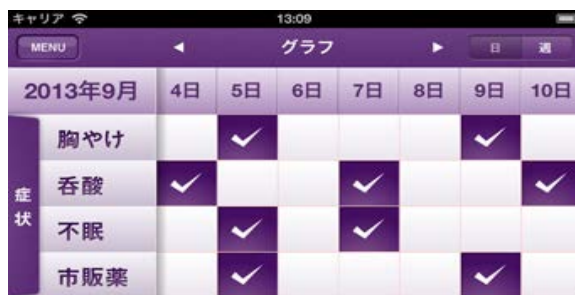 キャリア 13:09
MENU ◀ グラフ ▶ 日 週
2013年9月 4日 5日 6日 7日 8日 9日 10日
症状
胸やけ
呑酸
不眠
市販薬